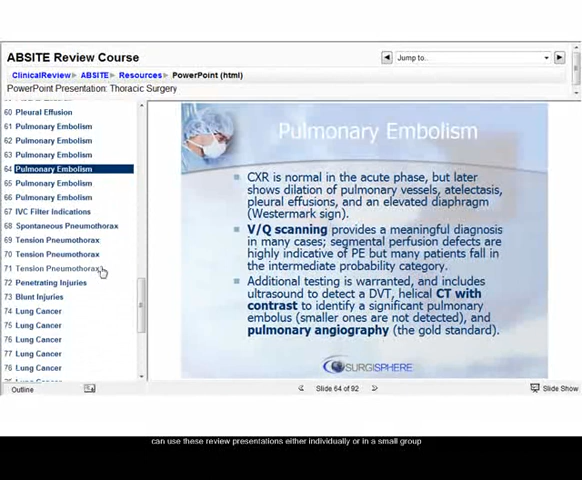 ABSITE Review Course
Jump to..
ClinicalReview ABSITE Resources PowerPoint (html)
PowerPoint Presentation: Thoracic Surgery
60 Pleural Effusion
61 Pulmonary Embolism
62 Pulmonary Embolism
63 Pulmonary Embolism
64 Pulmonary Embolism
65 Pulmonary Embolism
66 Pulmonary Embolism
67 IVC Filter Indications
68 Spontaneous Pneumothorax
69 Tension Pneumothorax
70 Tension Pneumothorax
71 Tension Pneumothorax
72 Penetrating Injuries
73 Blunt Injuries
74 Lung Cancer
75 Lung Cancer
76 Lung Cancer
77 Lung Cancer
76 Lung Cancer
Outline
Pulmonary Embolism
CXR is normal in the acute phase, but later
shows dilation of pulmonary vessels, atelectasis,
pleural effusions, and an elevated diaphragm
(Westermark sign).
V/Q scanning provides a meaningful diagnosis
in many cases; segmental perfusion defects are
highly indicative of PE but many patients fall in
the intermediate probability category.
Additional testing is warranted, and includes
ultrasound to detect a DVT, helical CT with
contrast to identify a significant pulmonary
embolus (smaller ones are not detected), and
pulmonary angiography (the gold standard).
SURGISPHERE
Slide 64 of 92
Slide Show
can use these review presentations either individually or in a small group